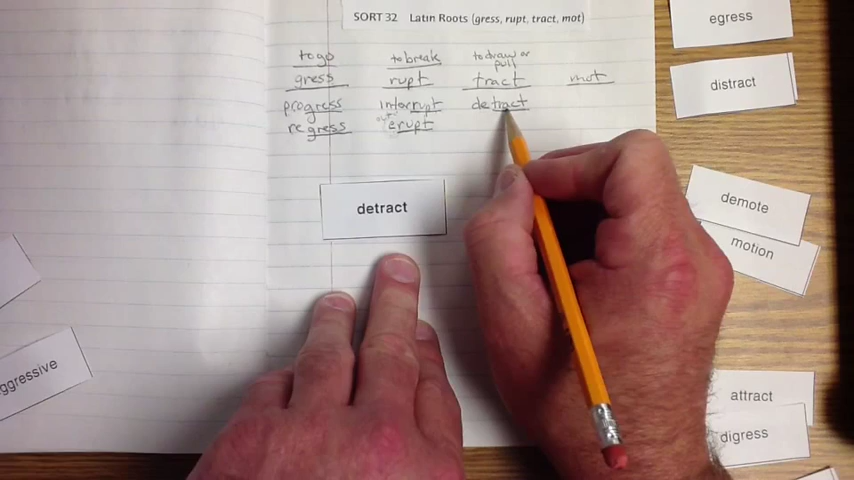 SORT 32 Latin Roots (gress, rupt, tract, mot)
to go to break to draw or pull
gress rupt tract mot
progress interrupt detract
regress erupt
detract
egress
distract
demote
motion
attract
digress
ggressive